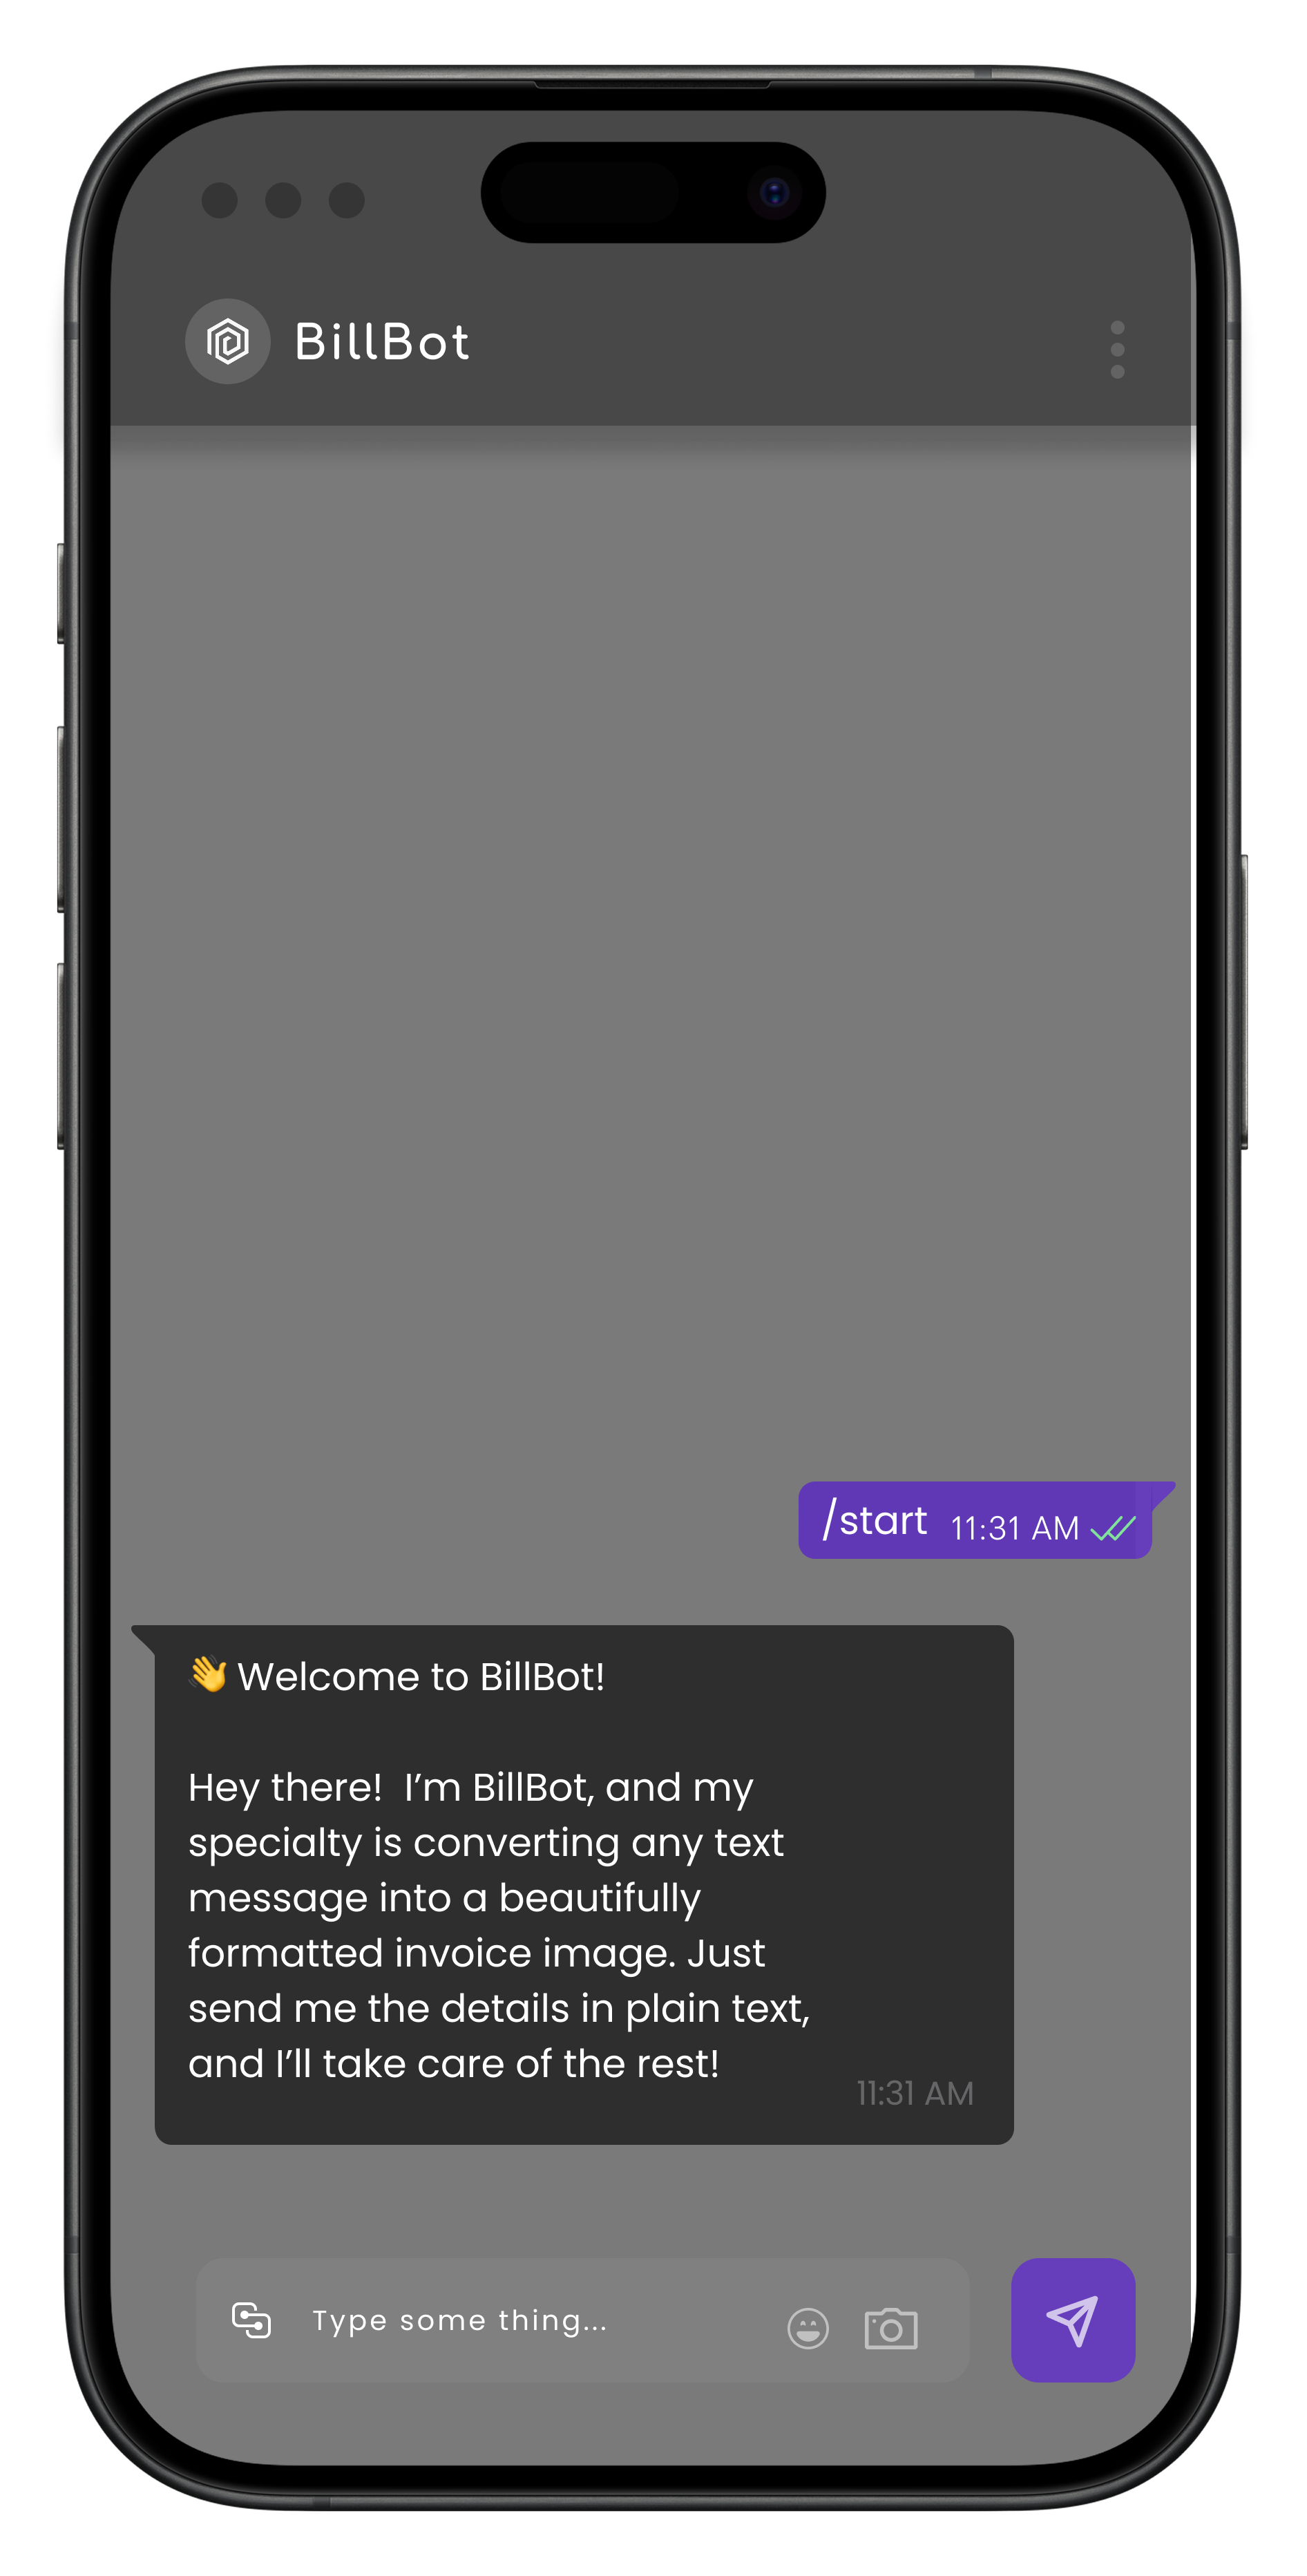 BillBot
/start 11:31 AM
👋 Welcome to BillBot!
Hey there!  I’m BillBot, and my
specialty is converting any text
message into a beautifully
formatted invoice image. Just
send me the details in plain text,
and I’ll take care of the rest!
11:31 AM
Type some thing...